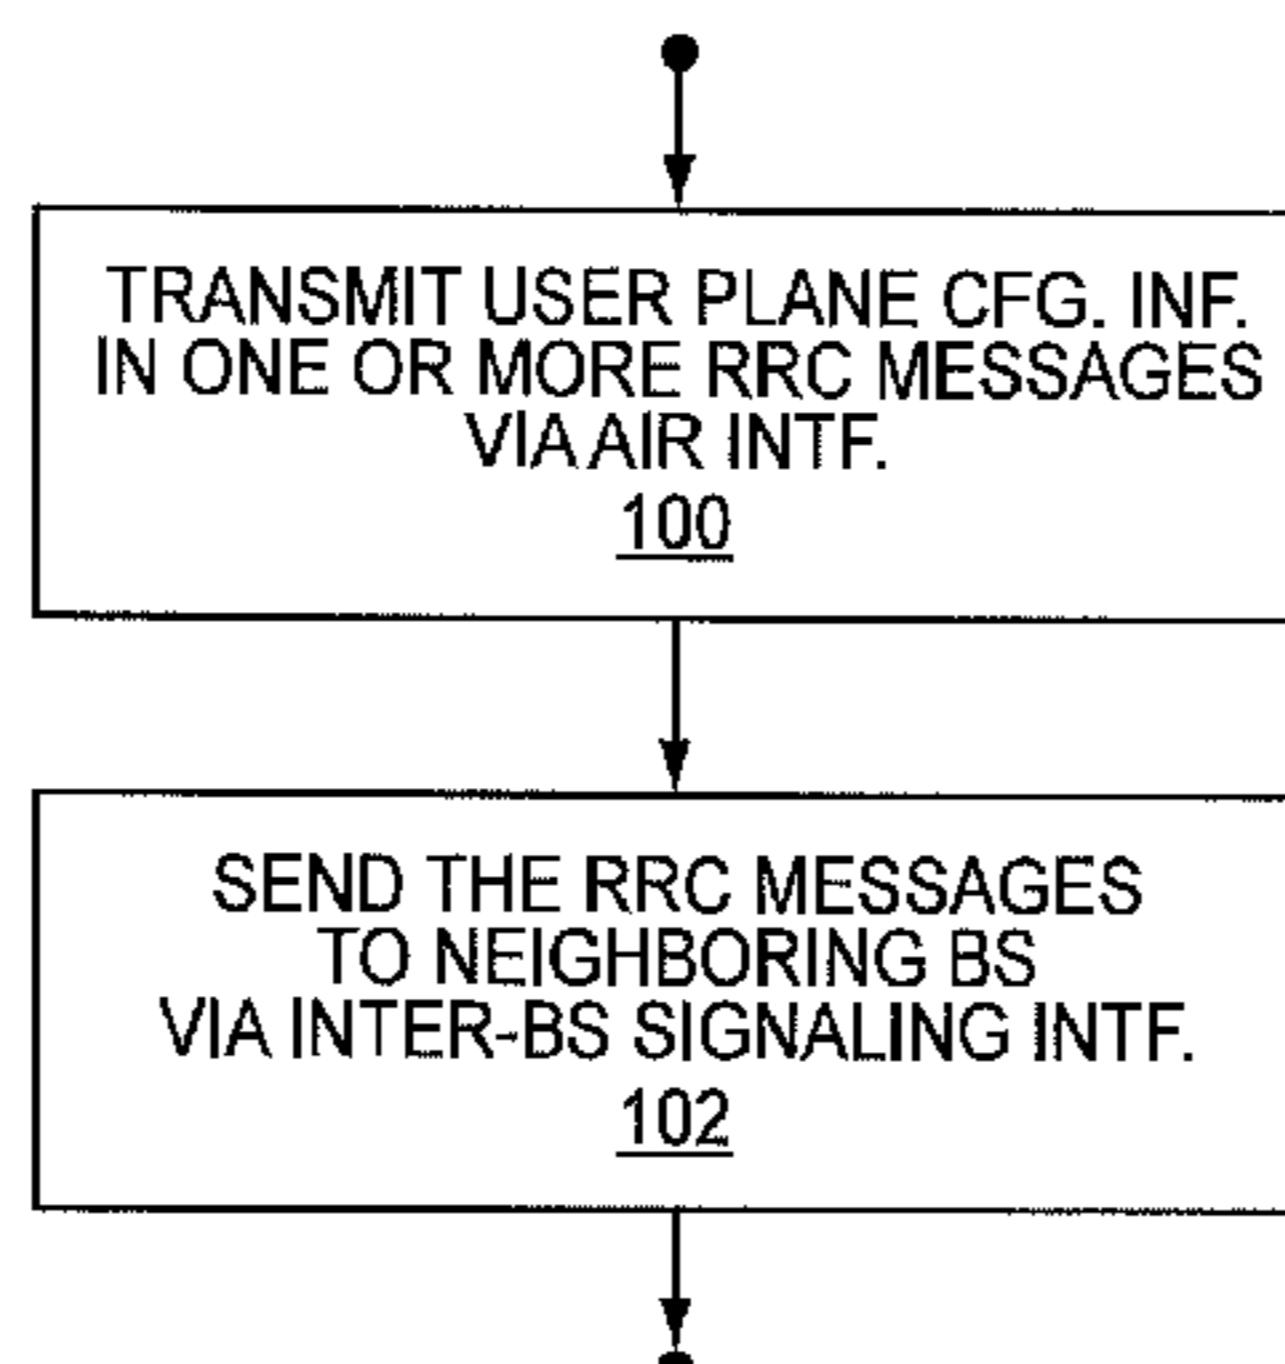 TRANSMIT USER PLANE CFG. INF.
IN ONE OR MORE RRC MESSAGES
VIA AIR INTF.
100
SEND THE RRC MESSAGES
TO NEIGHBORING BS
VIA INTER-BS SIGNALING INTF.
102